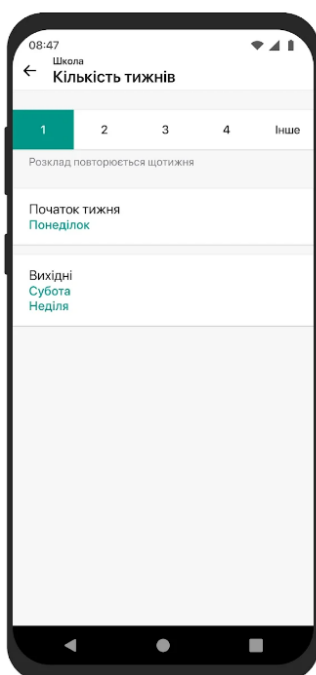 08:47
Школа
Кількість тижнів
1 2 3 4 Інше
Розклад повторюється щотижня
Початок тижня
Понеділок
Вихідні
Субота
Неділя